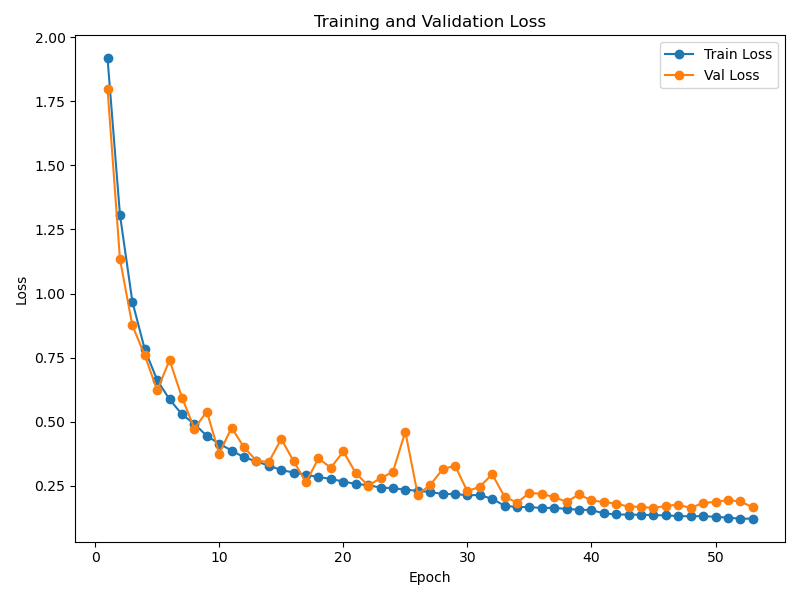 Training and Validation Loss
Train Loss
Val Loss
2.00
1.75
1.50
1.25
1.00
0.75
0.50
0.25
Loss
0 10 20 30 40 50
Epoch